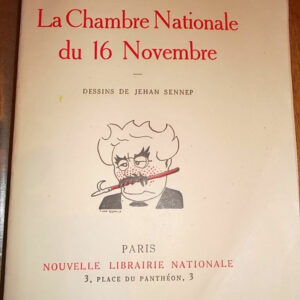 La Chambre Nationale
du 16 Novembre
DESSINS DE JEHAN SENNEP
PARIS
NOUVELLE LIBRAIRIE NATIONALE
3, PLACE DU PANTHÉON, 3